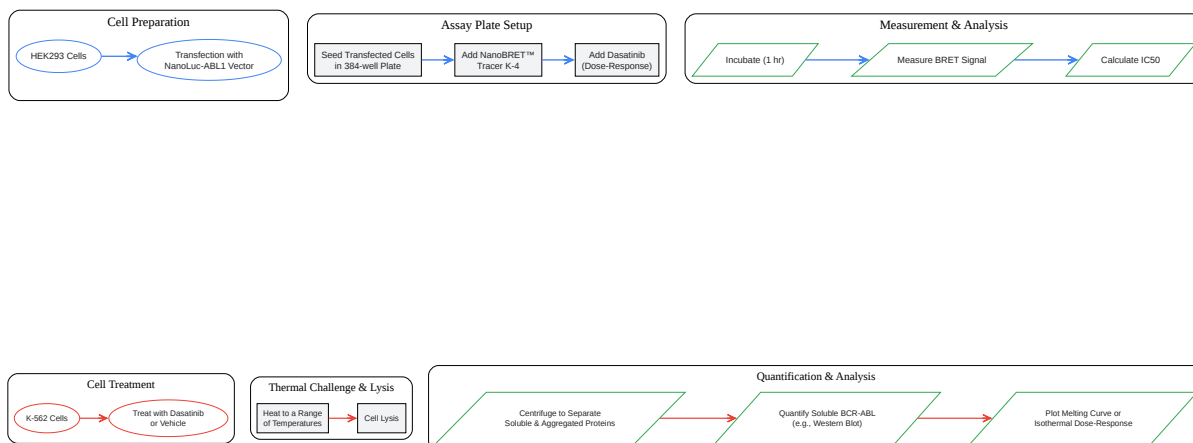 Cell Preparation
HEK293 Cells
Transfection with
NanoLuc-ABL1 Vector
Assay Plate Setup
Seed Transfected Cells
in 384-well Plate
Add NanoBRET™
Tracer K-4
Add Dasatinib
(Dose-Response)
Measurement & Analysis
Incubate (1 hr)
Measure BRET Signal
Calculate IC50
Cell Treatment
K-562 Cells
Treat with Dasatinib
or Vehicle
Thermal Challenge & Lysis
Heat to a Range
of Temperatures
Cell Lysis
Quantification & Analysis
Centrifuge to Separate
Soluble & Aggregated Proteins
Quantify Soluble BCR-ABL
(e.g., Western Blot)
Plot Melting Curve or
Isothermal Dose-Response